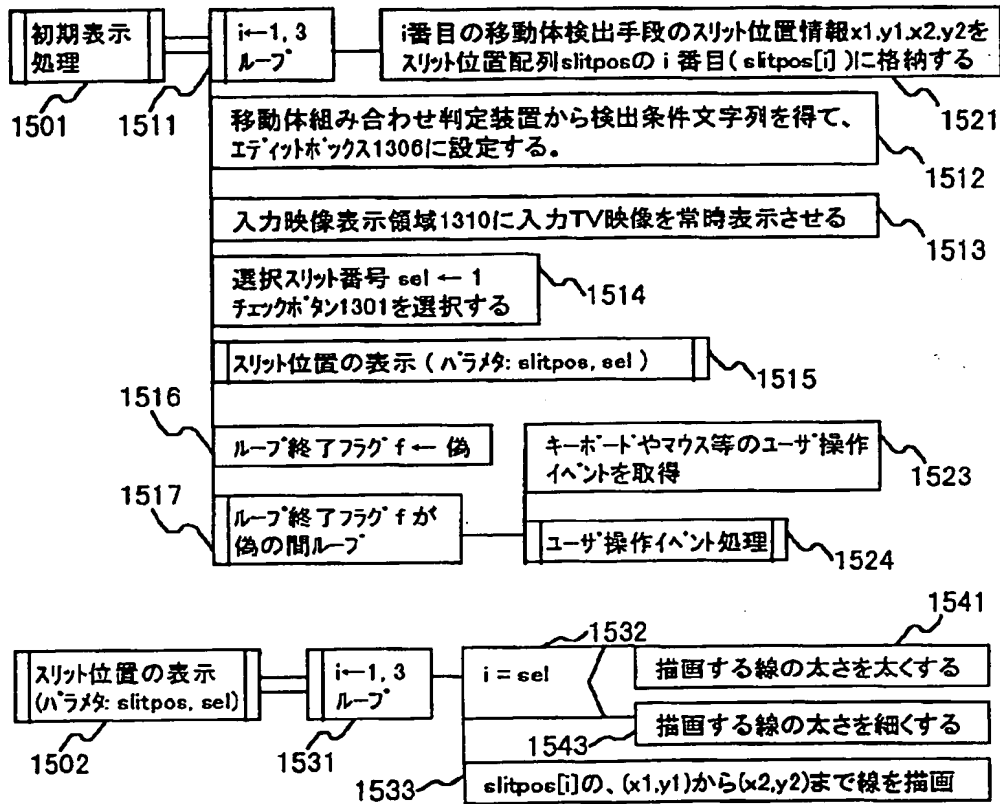 初期表示
処理
1501
i←1, 3
ループ
1511
i番目の移動体検出手段のスリット位置情報x1,y1,x2,y2を
スリット位置配列slitposのi番目(slitpos[i])に格納する
1521
移動体組み合わせ判定装置から検出条件文字列を得て、
エディットボックス1306に設定する。
1512
入力映像表示領域1310に入力TV映像を常時表示させる
1513
選択スリット番号 sel ← 1
チェックボタン1301を選択する
1514
スリット位置の表示(パラメタ: slitpos, sel)
1515
1516
ループ終了フラグ f ← 偽
1517
ループ終了フラグ f が
偽の間ループ
キーボードやマウス等のユーザ操作
イベントを取得
1523
ユーザ操作イベント処理
1524
スリット位置の表示
(パラメタ: slitpos, sel)
1502
i←1, 3
ループ
1531
1532
i = sel
1541
描画する線の太さを太くする
描画する線の太さを細くする
1543
1533
slitpos[i]の、(x1,y1)から(x2,y2)まで線を描画